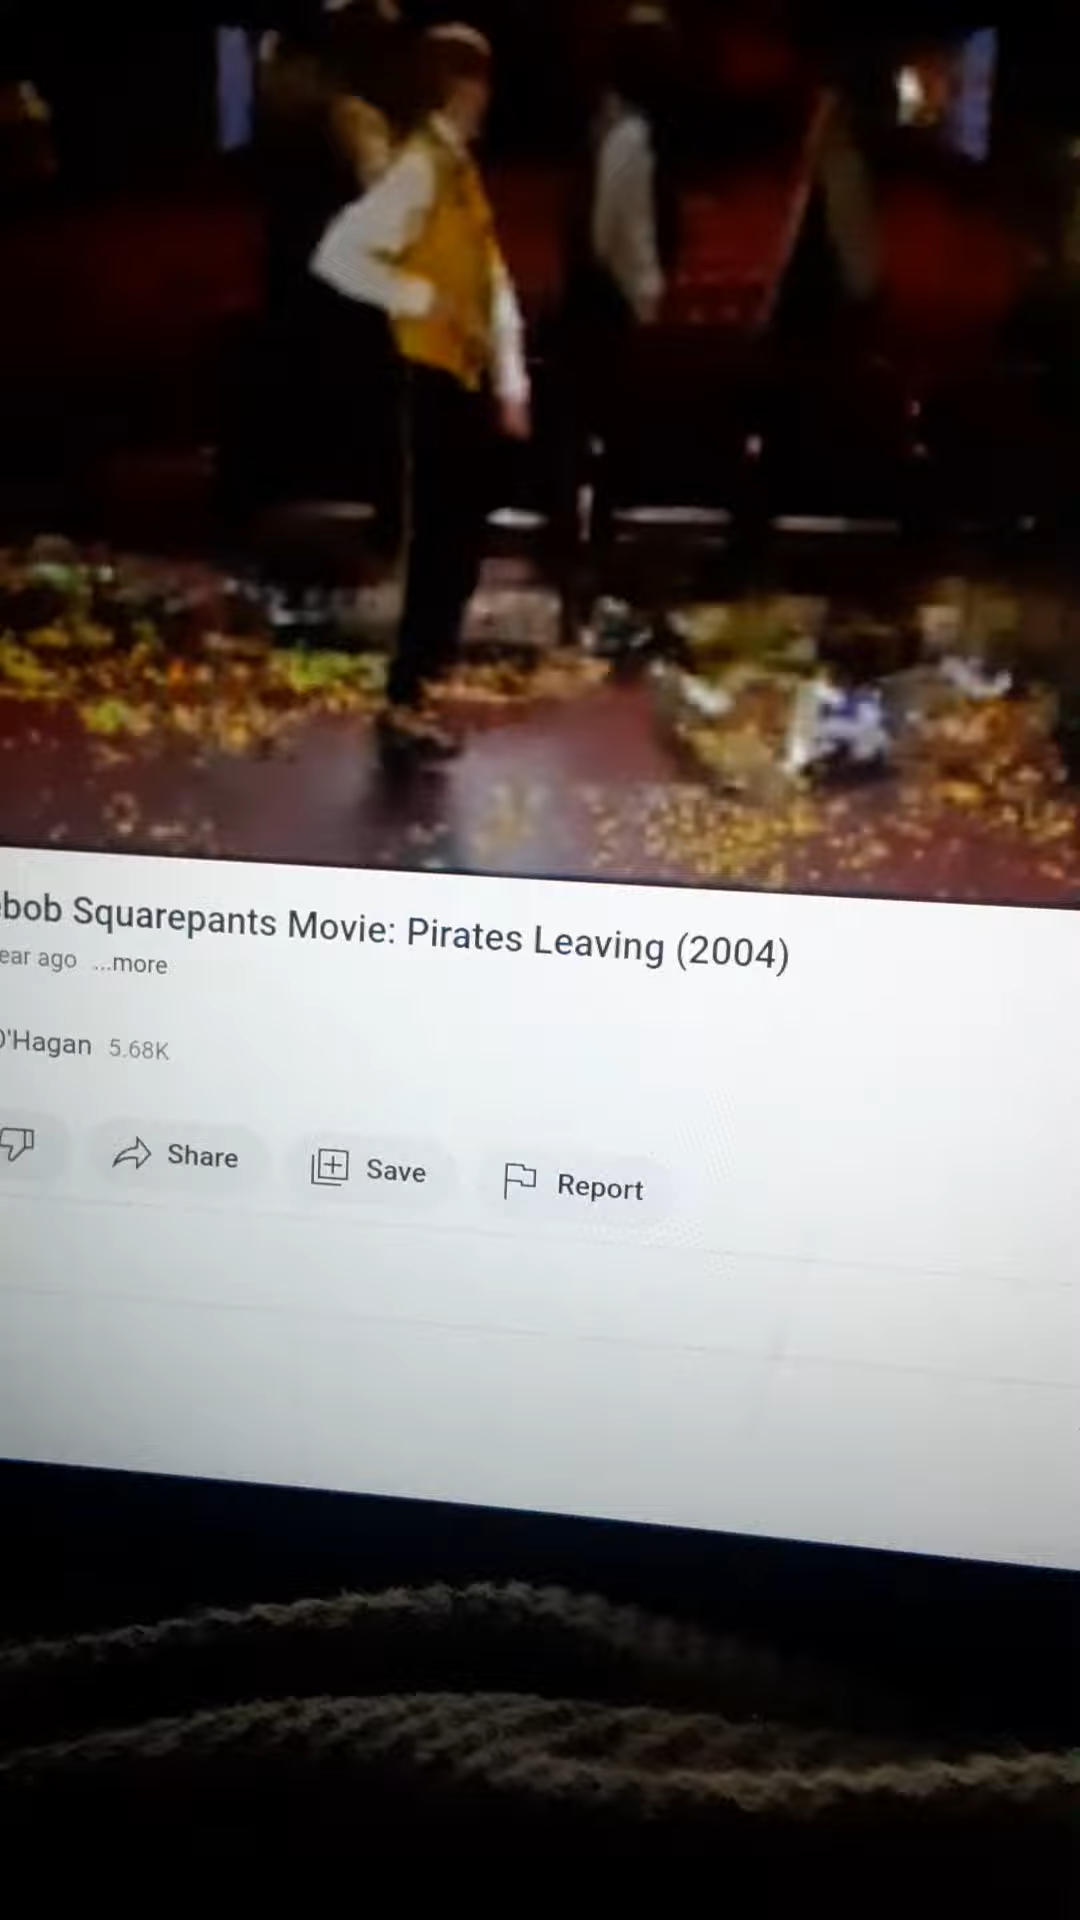 bob Squarepants Movie: Pirates Leaving (2004)
ear ago ...more
O'Hagan 5.68K
Share Save Report